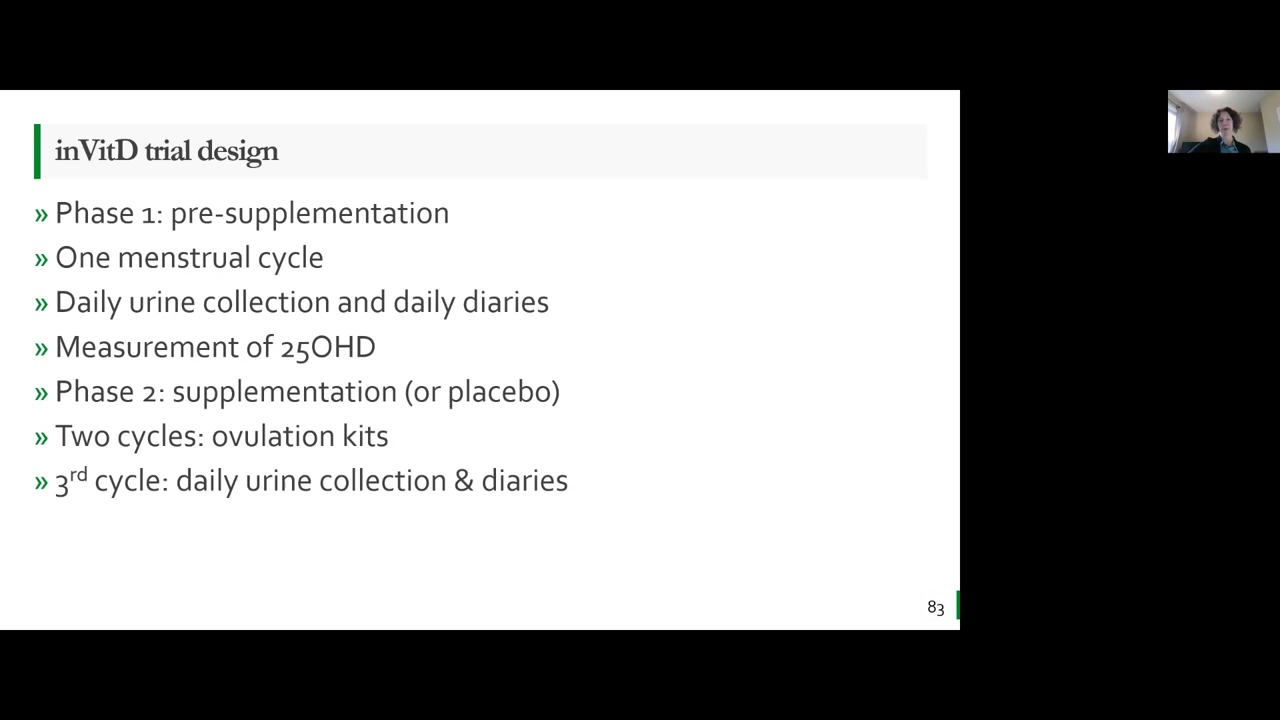 inVitD trial design
» Phase 1: pre-supplementation
» One menstrual cycle
» Daily urine collection and daily diaries
» Measurement of 25OHD
» Phase 2: supplementation (or placebo)
» Two cycles: ovulation kits
» 3rd cycle: daily urine collection & diaries
83